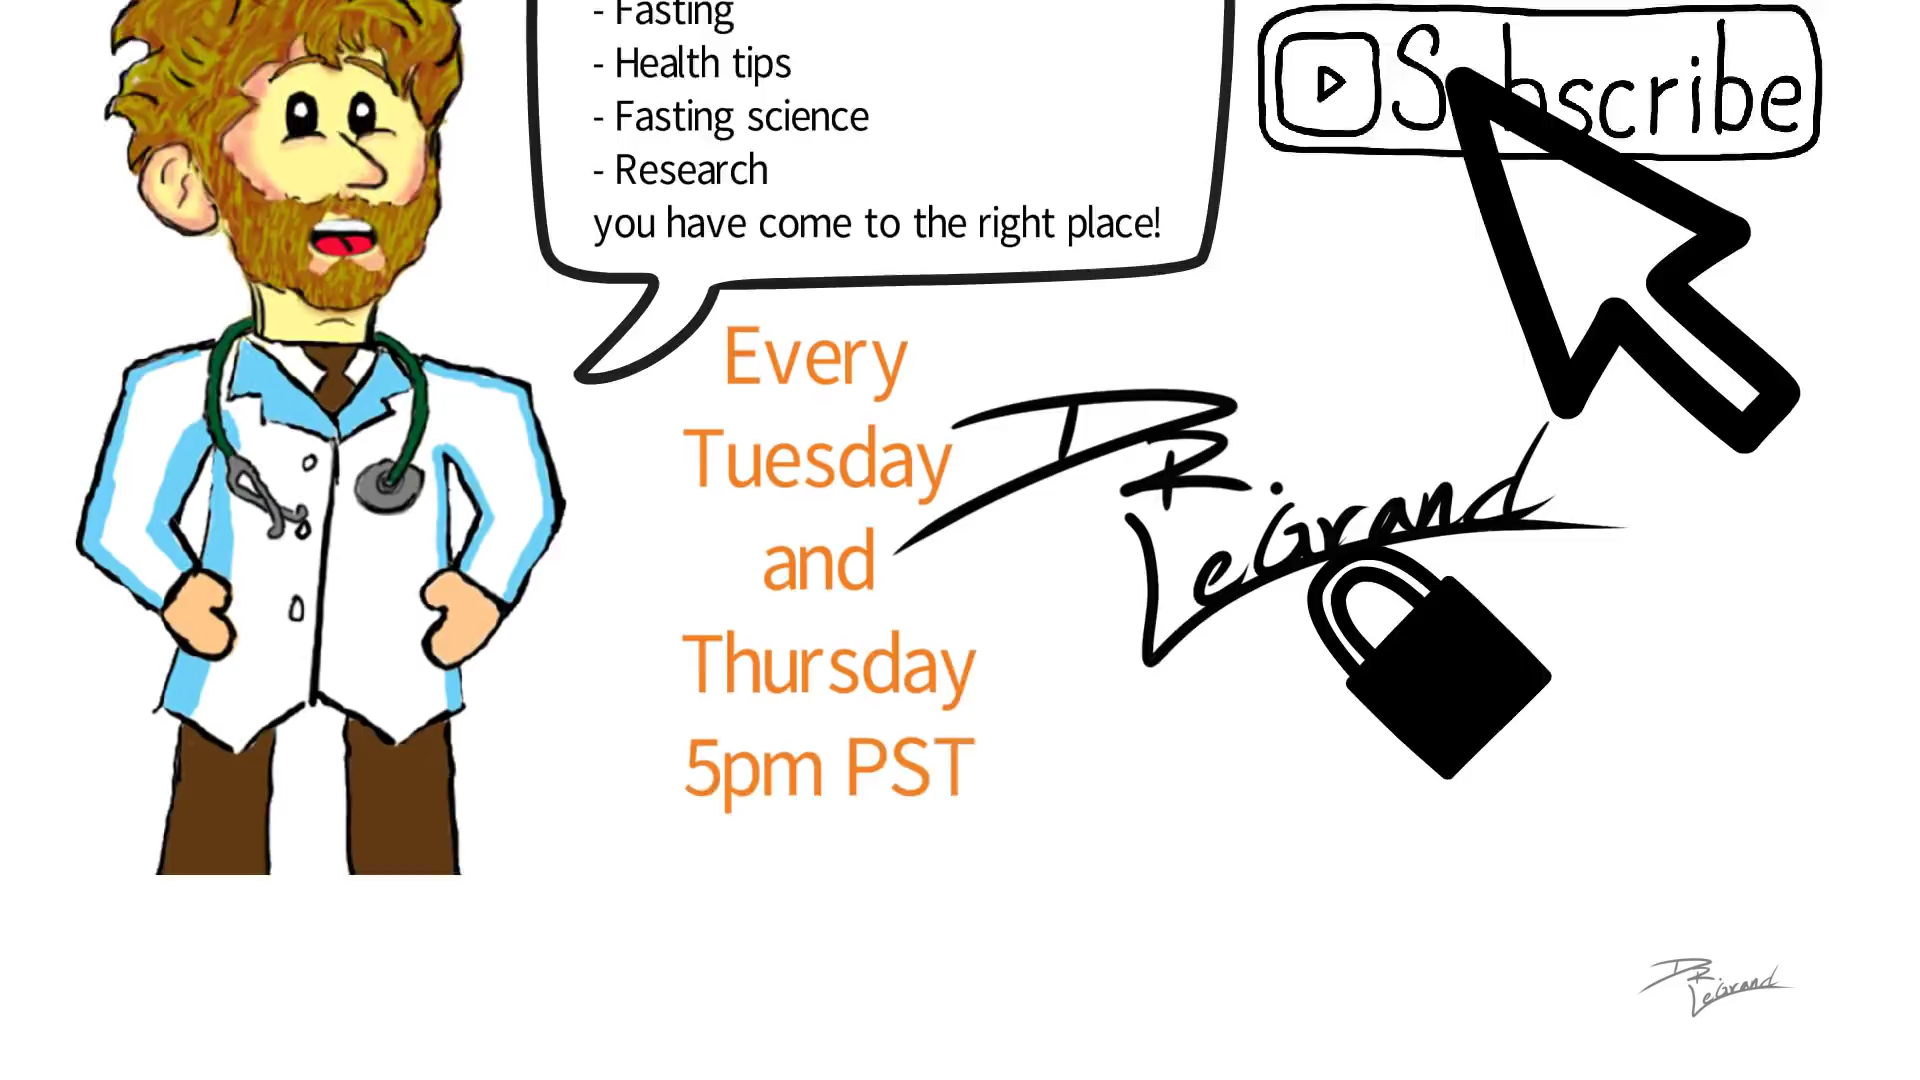 - Fasting
- Health tips
- Fasting science
- Research
you have come to the right place!
Subscribe
Every
Tuesday
and
Thursday
5pm PST
DR
LeGrand
DR
LeGrand